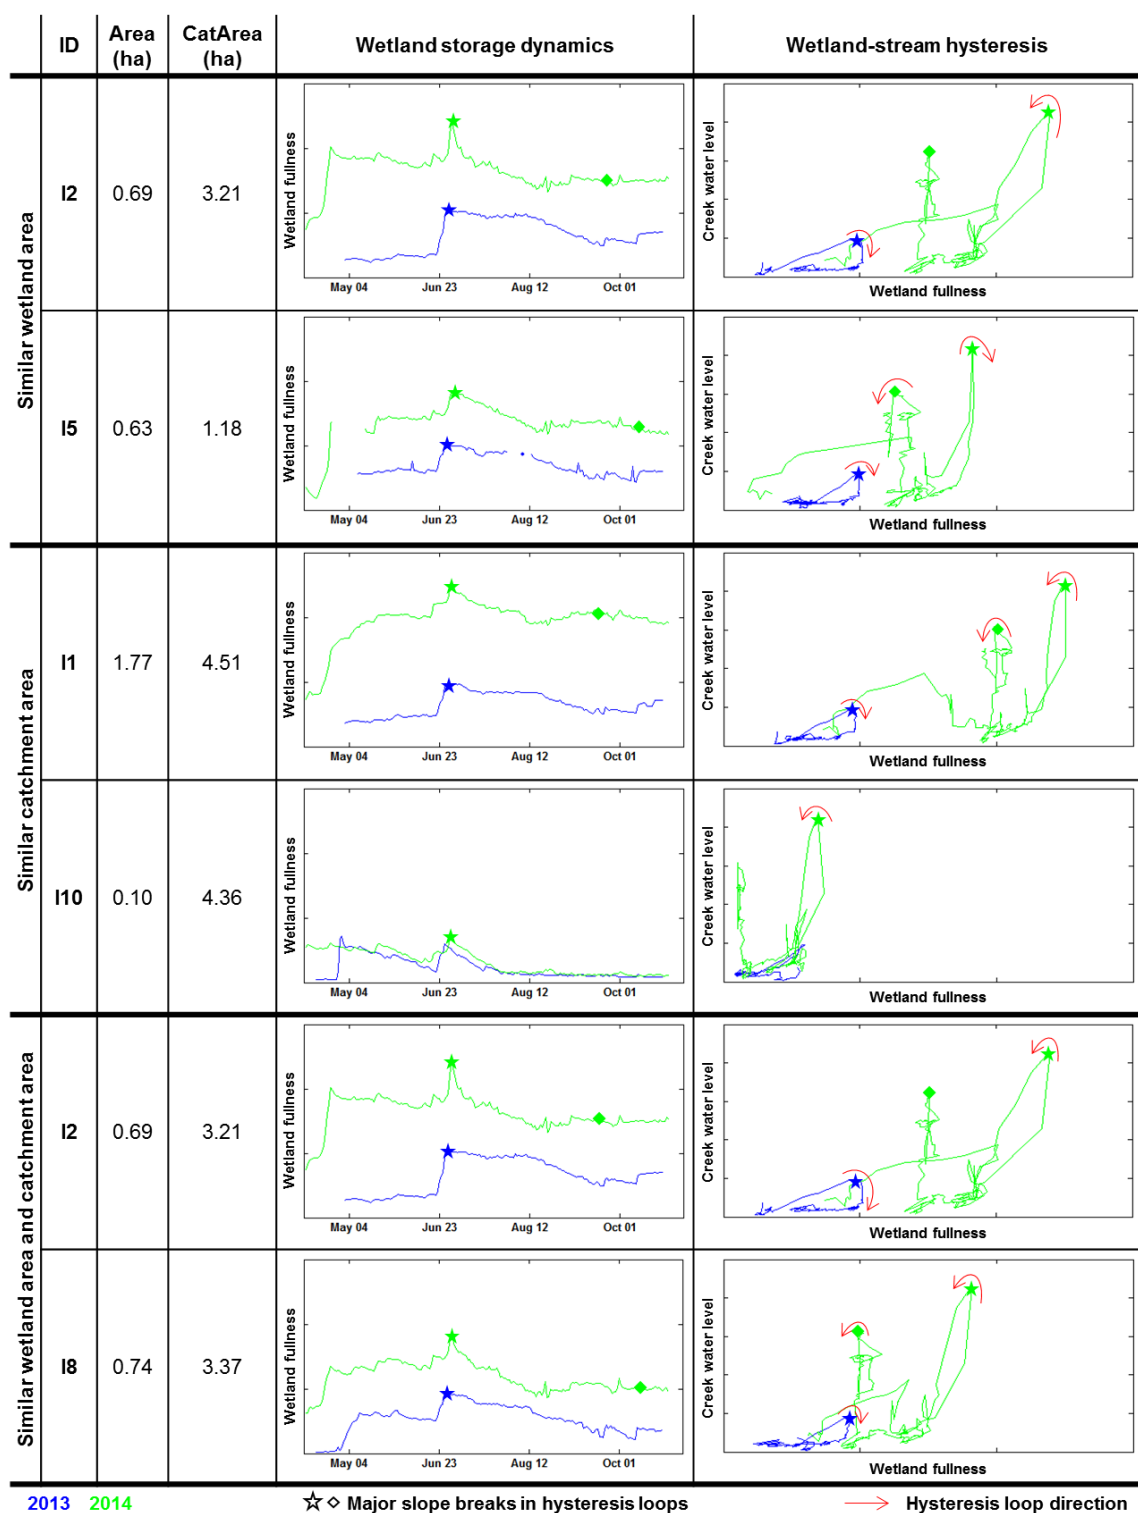 ID Area (ha) CatArea (ha) Wetland storage dynamics Wetland-stream hysteresis
Similar wetland area
I2 0.69 3.21
Wetland fullness
May 04 Jun 23 Aug 12 Oct 01
Creek water level
Wetland fullness
I5 0.63 1.18
Wetland fullness
May 04 Jun 23 Aug 12 Oct 01
Creek water level
Wetland fullness
Similar catchment area
I1 1.77 4.51
Wetland fullness
May 04 Jun 23 Aug 12 Oct 01
Creek water level
Wetland fullness
I10 0.10 4.36
Wetland fullness
May 04 Jun 23 Aug 12 Oct 01
Creek water level
Wetland fullness
Similar wetland area and catchment area
I2 0.69 3.21
Wetland fullness
May 04 Jun 23 Aug 12 Oct 01
Creek water level
Wetland fullness
I8 0.74 3.37
Wetland fullness
May 04 Jun 23 Aug 12 Oct 01
Creek water level
Wetland fullness
2013 2014 Major slope breaks in hysteresis loops Hysteresis loop direction